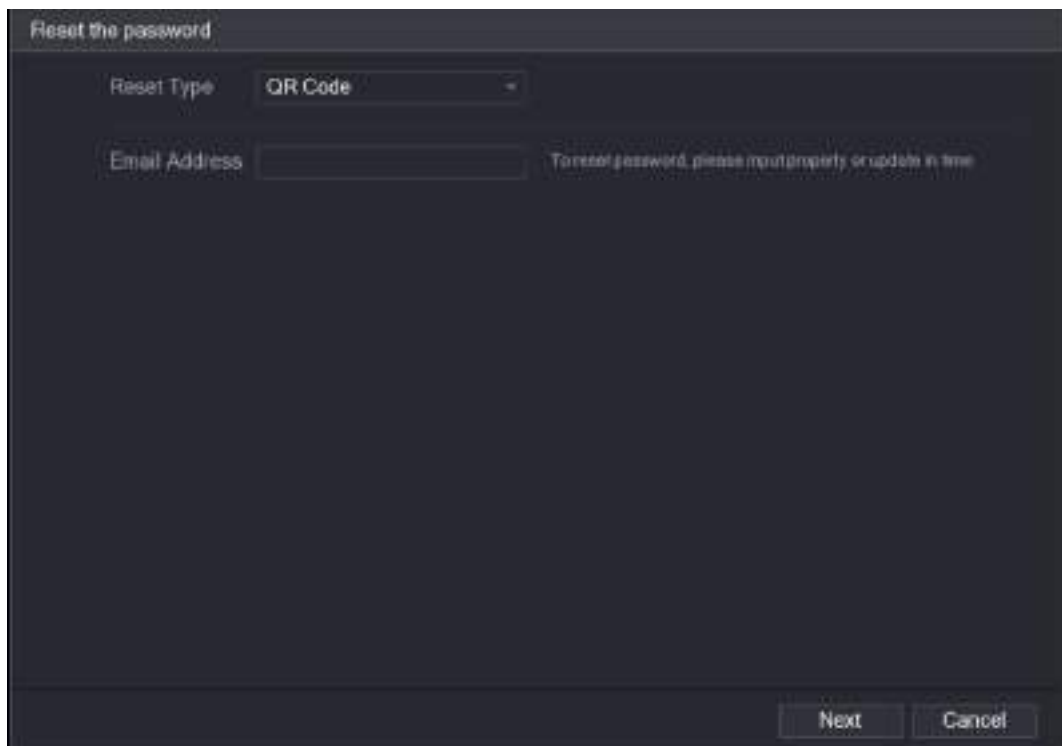 Reset the password
Reset Type QR Code
Email Address To reset password, please input properly or update in time
Next Cancel